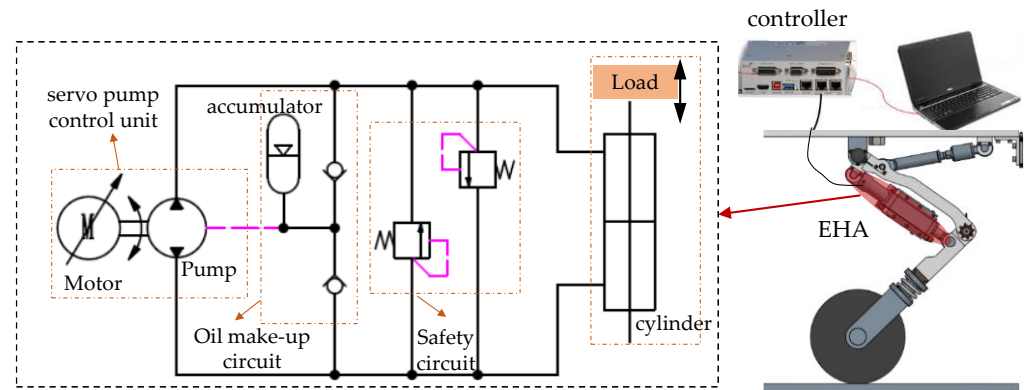 controller
servo pump
control unit
accumulator
Load
M
Motor
Pump
Oil make-up
circuit
Safety
circuit
cylinder
EHA